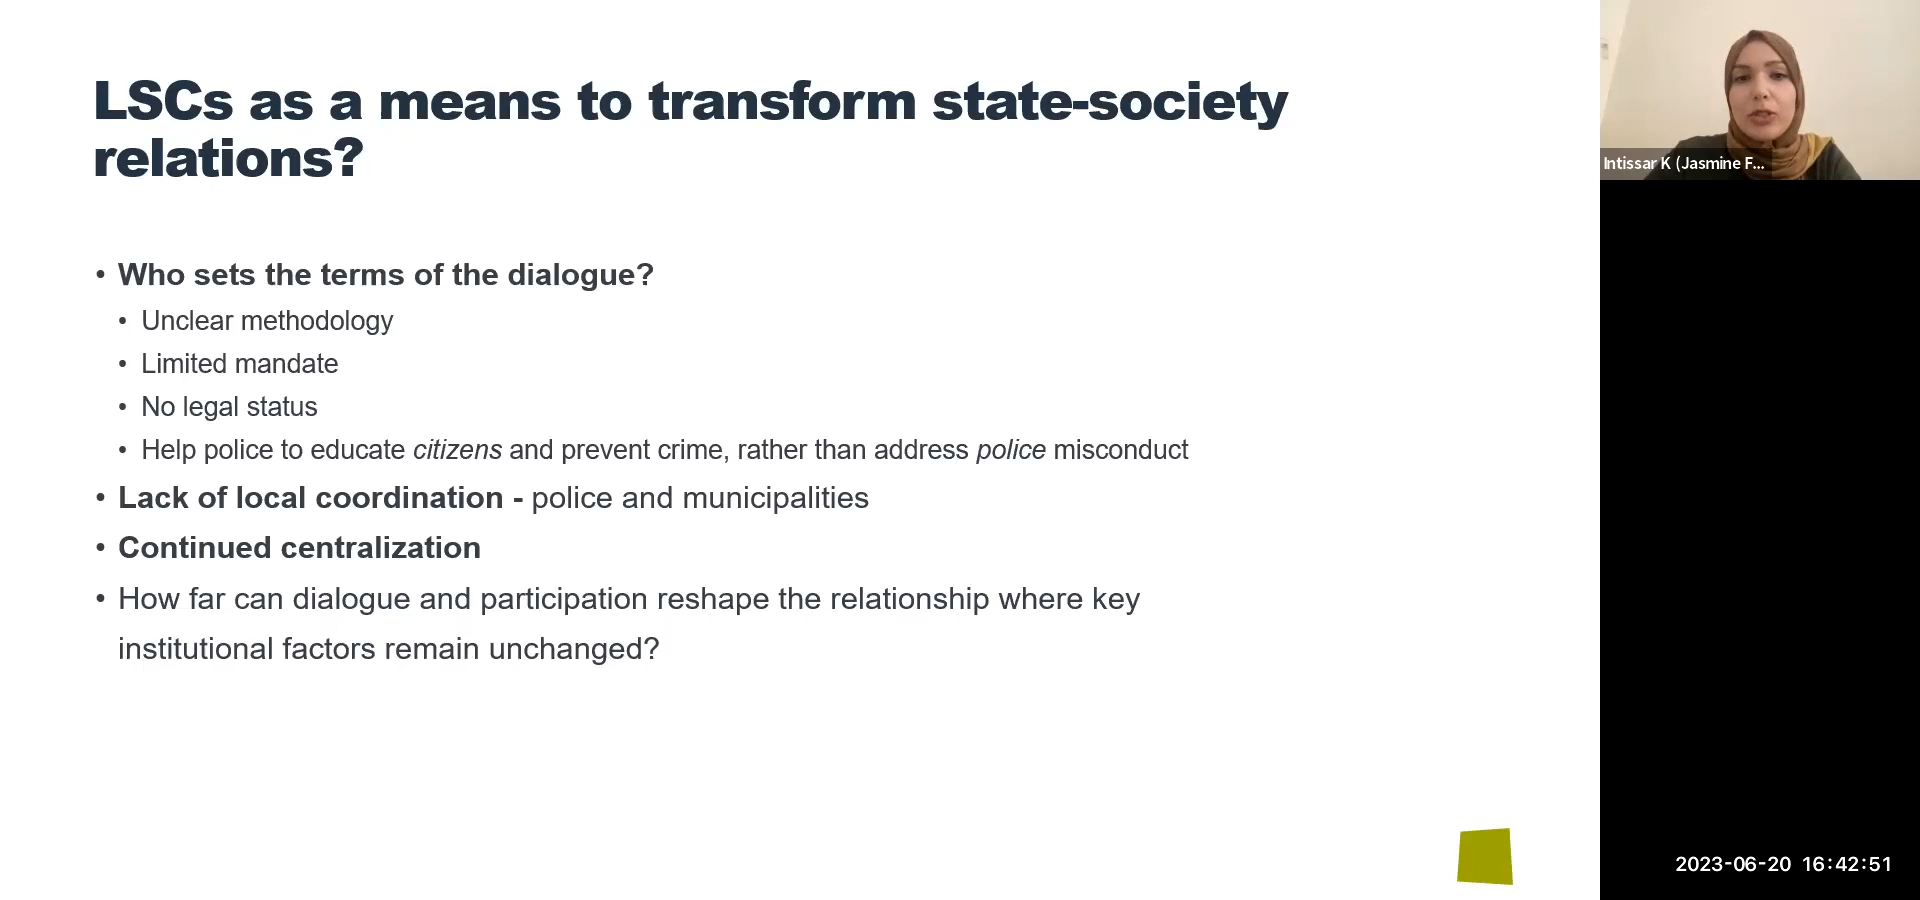 LSCs as a means to transform state-society
relations?
• Who sets the terms of the dialogue?
• Unclear methodology
• Limited mandate
• No legal status
• Help police to educate citizens and prevent crime, rather than address police misconduct
• Lack of local coordination - police and municipalities
• Continued centralization
• How far can dialogue and participation reshape the relationship where key
institutional factors remain unchanged?
Intissar K (Jasmine F...
2023-06-20 16:42:51